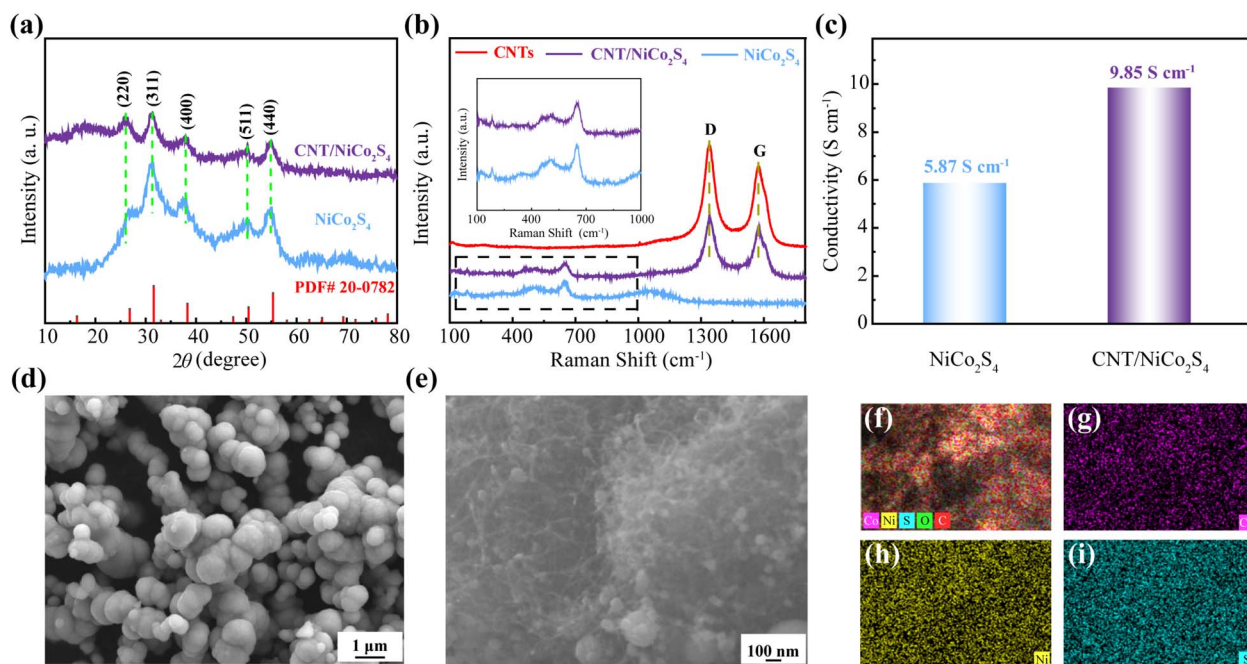 (a)
(220)
(311)
(400)
(511)
(440)
CNT/NiCo₂S₄
NiCo₂S₄
PDF# 20-0782
Intensity (a. u.)
10 20 30 40 50 60 70 80
2θ (degree)
(b)
CNTs CNT/NiCo₂S₄ NiCo₂S₄
D
G
Intensity (a.u.)
100 400 700 1000
Raman Shift (cm⁻¹)
Intensity (a.u.)
100 400 700 1000 1300 1600
Raman Shift (cm⁻¹)
(c)
9.85 S cm⁻¹
5.87 S cm⁻¹
Conductivity (S cm⁻¹)
10
8
6
4
2
0
NiCo₂S₄ CNT/NiCo₂S₄
(d)
1 μm
(e)
100 nm
(f)
Co Ni S O C
(g)
(h)
Ni
(i)